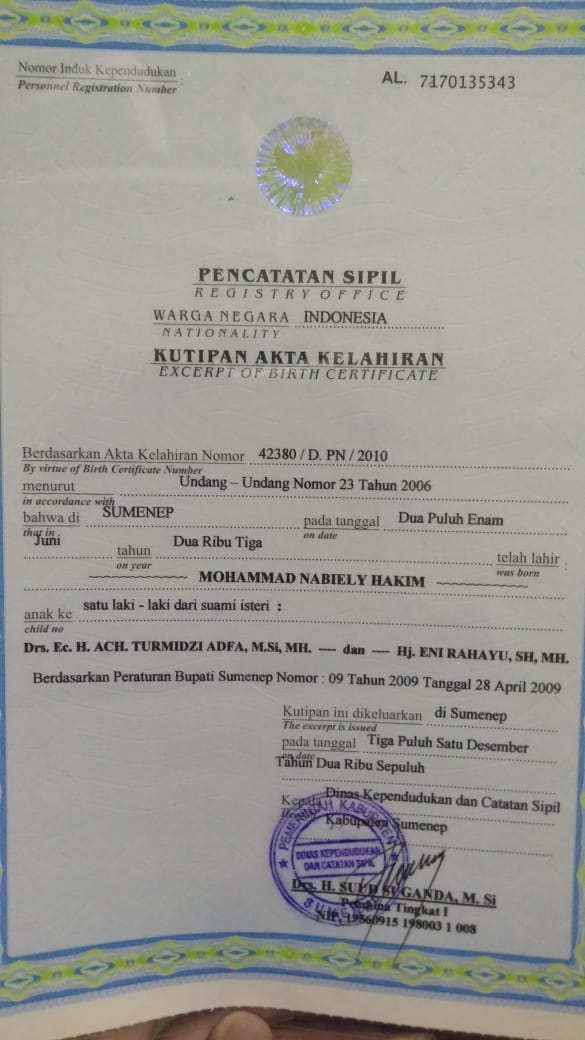 Nomor Induk Kependudukan :
Personnel Registration Number
AL. 7170135343
PENCATATAN SIPIL
REGISTRY OFFICE
WARGA NEGARA INDONESIA
NATIONALITY
KUTIPAN AKTA KELAHIRAN
EXCERPT OF BIRTH CERTIFICATE
Berdasarkan Akta Kelahiran Nomor 42380 / D. PN / 2010
By virtue of Birth Certificate Number
menurut Undang – Undang Nomor 23 Tahun 2006
in accordance with
bahwa di SUMENEP pada tanggal Dua Puluh Enam
that in on date
Juni tahun Dua Ribu Tiga telah lahir :
on year was born
MOHAMMAD NABIELY HAKIM
anak ke satu laki - laki dari suami isteri :
child no
Drs. Ec. H. ACH. TURMIDZI ADFA, M.Si, MH. — dan — Hj. ENI RAHAYU, SH, MH.
Berdasarkan Peraturan Bupati Sumenep Nomor : 09 Tahun 2009 Tanggal 28 April 2009
Kutipan ini dikeluarkan di Sumenep
The excerpt is issued
pada tanggal Tiga Puluh Satu Desember
on date
Tahun Dua Ribu Sepuluh
Kepala Dinas Kependudukan dan Catatan Sipil
Kabupaten Sumenep
PEMERINTAH KABUPATEN
DINAS KEPENDUDUKAN
DAN CATATAN SIPIL
SUMENEP
Drs. H. SUUD SUGANDA, M. Si
Pembina Tingkat I
NIP. 19560915 198003 1 008